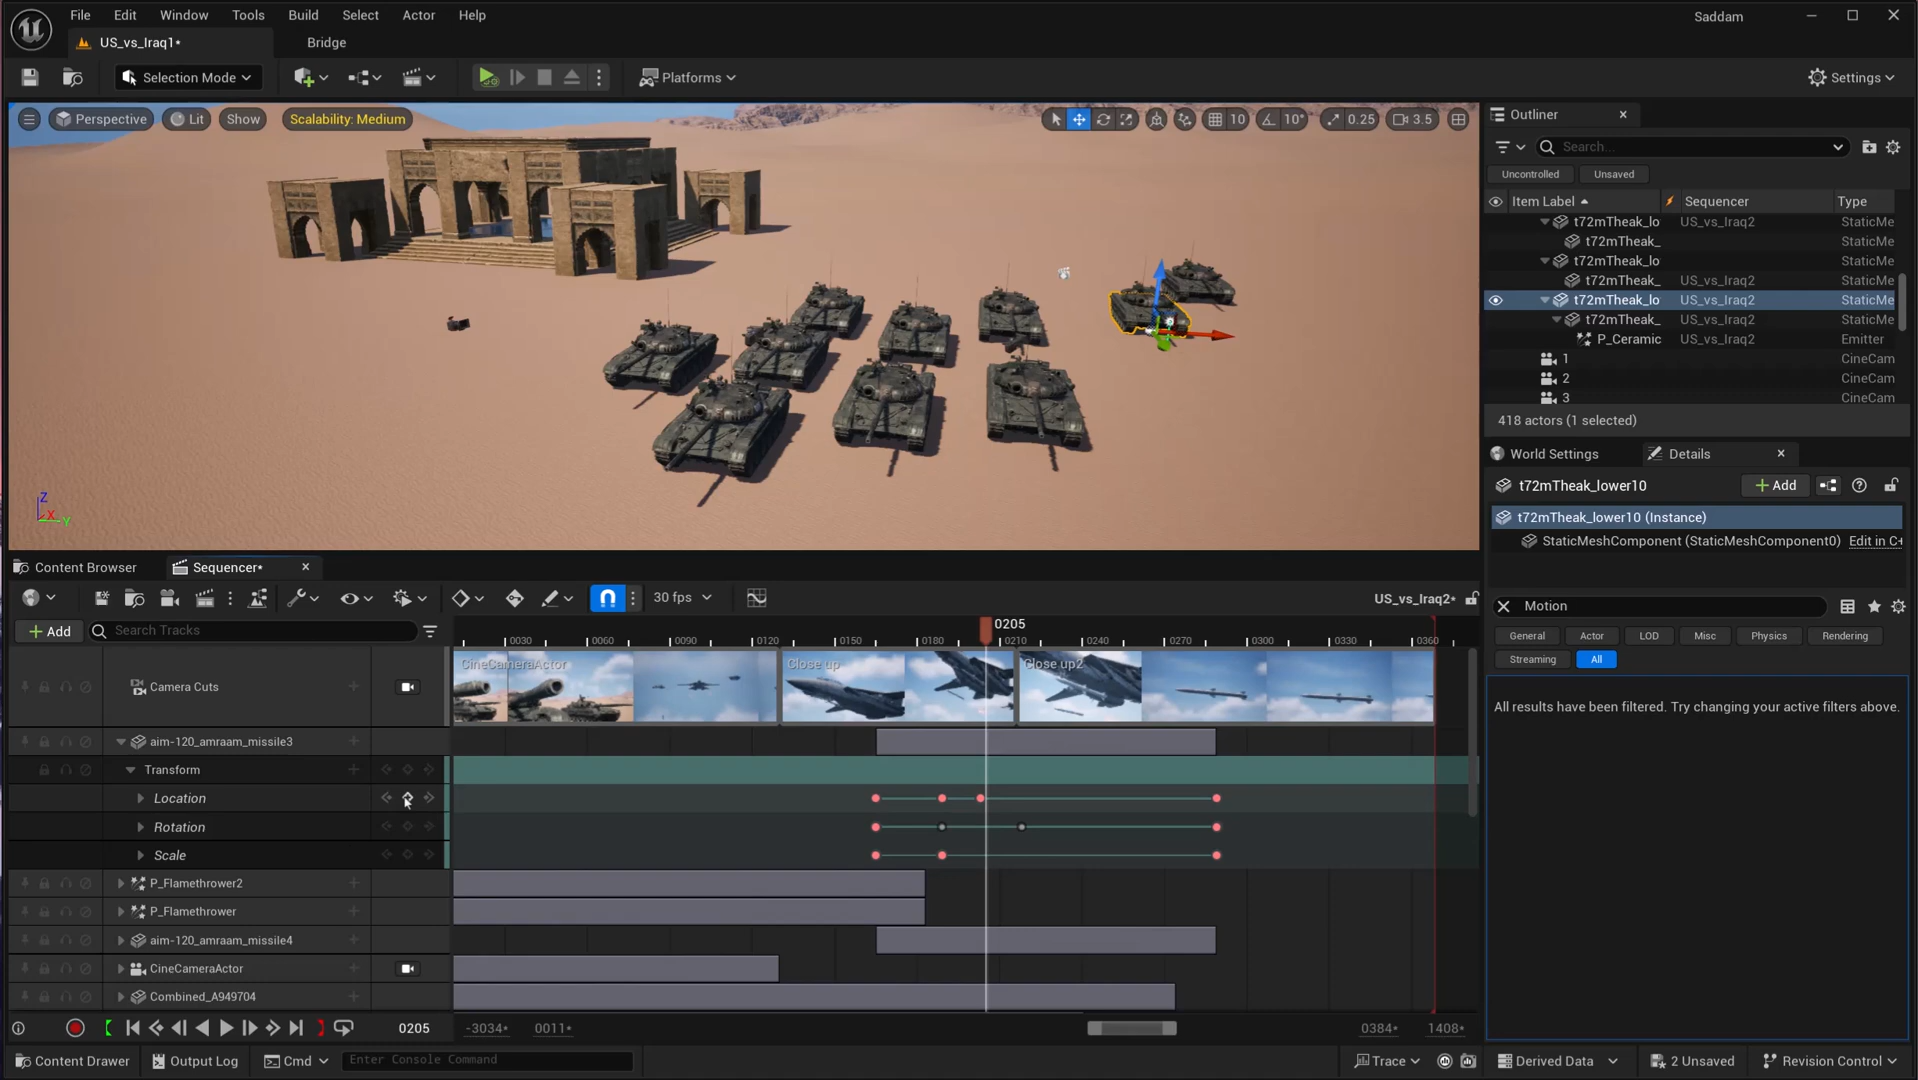 File Edit Window Tools Build Select Actor Help
Saddam
US_vs_Iraq1*
Bridge
Selection Mode
Platforms
Settings
Perspective
Lit
Show
Scalability: Medium
10
10°
0.25
3.5
Z
X
Y
Outliner
Search...
Uncontrolled
Unsaved
Item Label
Sequencer
Type
t72mTheak_lo US_vs_Iraq2 StaticMe
t72mTheak_ StaticMe
t72mTheak_lo StaticMe
t72mTheak_ US_vs_Iraq2 StaticMe
t72mTheak_lo US_vs_Iraq2 StaticMe
t72mTheak_ US_vs_Iraq2 StaticMe
P_Ceramic US_vs_Iraq2 Emitter
1 CineCam
2 CineCam
3 CineCam
418 actors (1 selected)
World Settings
Details
t72mTheak_lower10
+ Add
t72mTheak_lower10 (Instance)
StaticMeshComponent (StaticMeshComponent0)
Edit in C+
Motion
General
Actor
LOD
Misc
Physics
Rendering
Streaming
All
All results have been filtered. Try changing your active filters above.
Content Browser
Sequencer*
30 fps
US_vs_Iraq2*
+ Add
Search Tracks
0205
0030 0060 0090 0120 0150 0180 0210 0240 0270 0300 0330 0360
Camera Cuts
CineCameraActor
Close up
Close up2
aim-120_amraam_missile3
Transform
Location
Rotation
Scale
P_Flamethrower2
P_Flamethrower
aim-120_amraam_missile4
CineCameraActor
Combined_A949704
0205
-3034*
0011*
0384*
1408*
Content Drawer
Output Log
Cmd
Enter Console Command
Trace
Derived Data
2 Unsaved
Revision Control